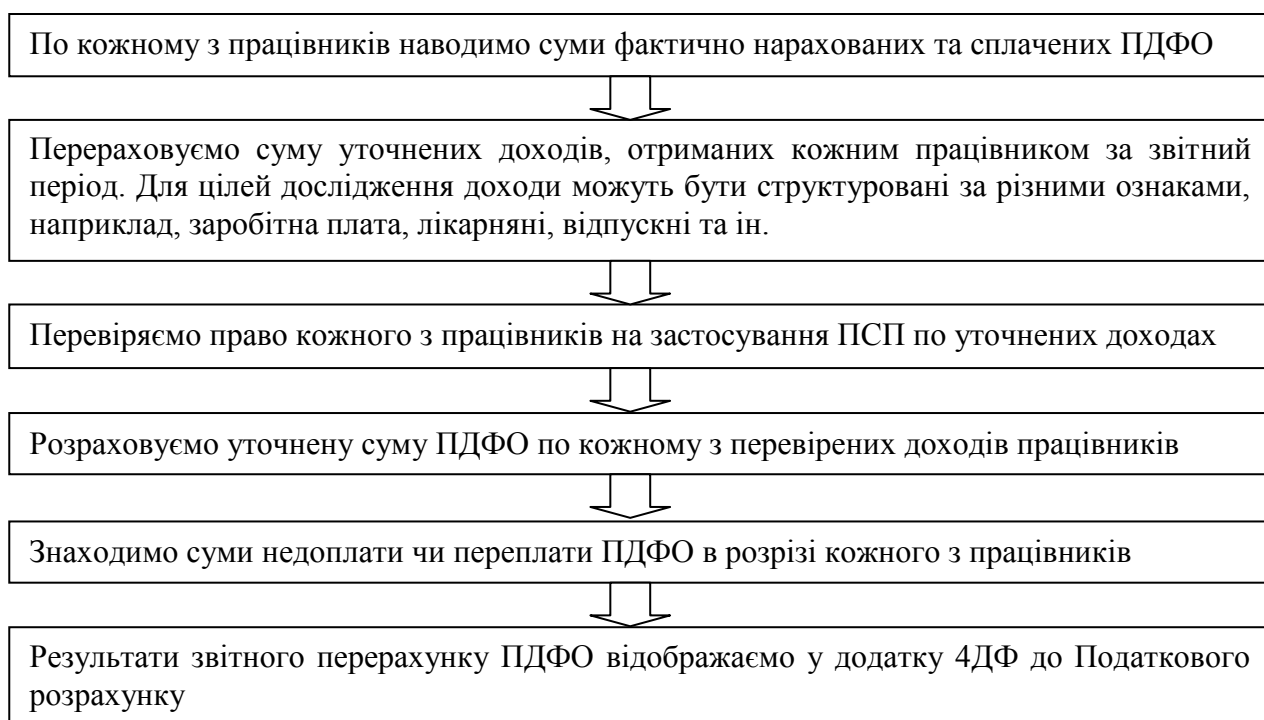 По кожному з працівників наводимо суми фактично нарахованих та сплачених ПДФО
Перераховуємо суму уточнених доходів, отриманих кожним працівником за звітний
період. Для цілей дослідження доходи можуть бути структуровані за різними ознаками,
наприклад, заробітна плата, лікарняні, відпускні та ін.
Перевіряємо право кожного з працівників на застосування ПСП по уточнених доходах
Розраховуємо уточнену суму ПДФО по кожному з перевірених доходів працівників
Знаходимо суми недоплати чи переплати ПДФО в розрізі кожного з працівників
Результати звітного перерахунку ПДФО відображаємо у додатку 4ДФ до Податкового
розрахунку